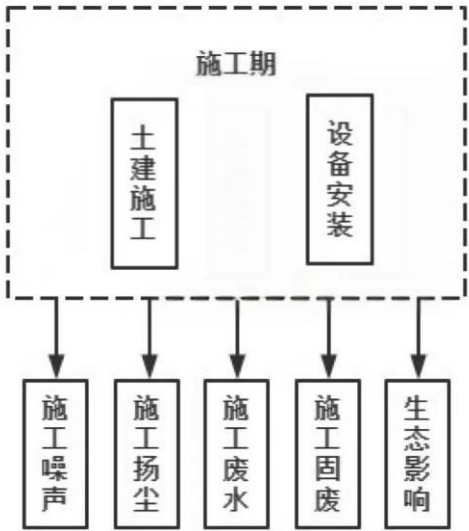 施工期
土建施工
设备安装
施工噪声
施工扬尘
施工废水
施工固废
生态影响